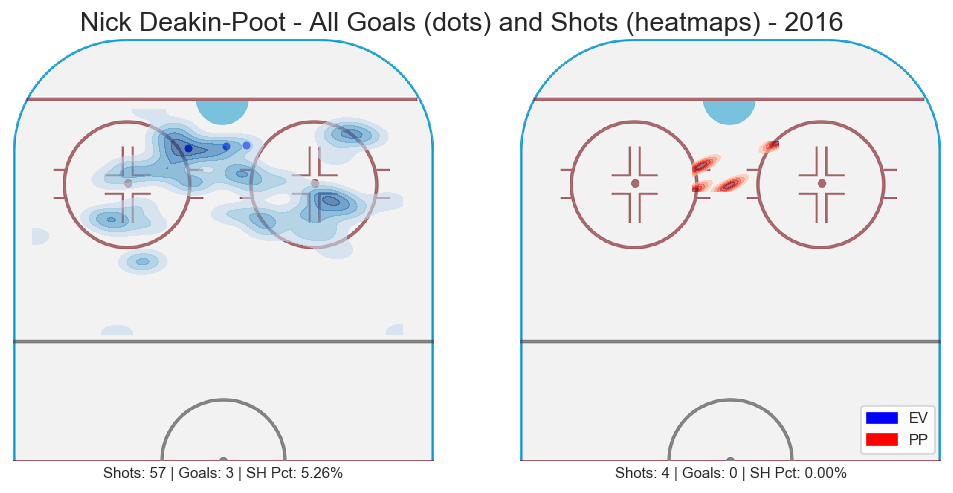 Nick Deakin-Poot - All Goals (dots) and Shots (heatmaps) - 2016
EV
PP
Shots: 57 | Goals: 3 | SH Pct: 5.26%
Shots: 4 | Goals: 0 | SH Pct: 0.00%